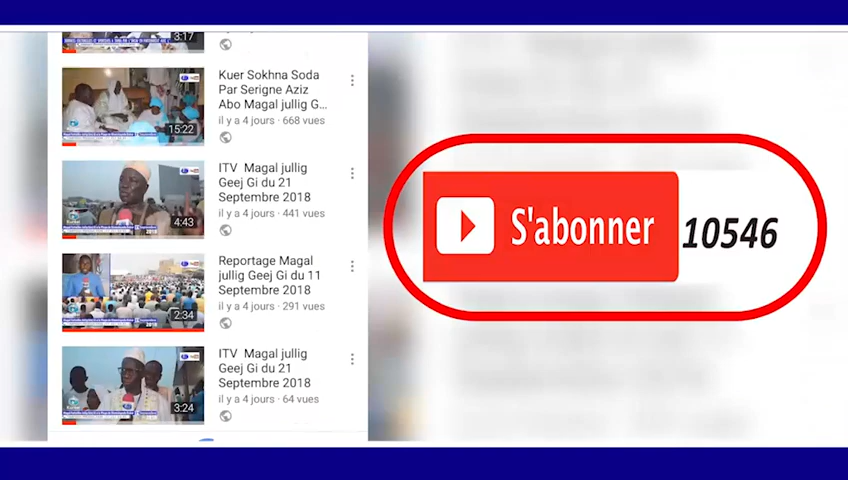 3:17
Kuer Sokhna Soda
Par Serigne Aziz
Abo Magal jullig G...
il y a 4 jours · 668 vues
15:22
ITV Magal jullig
Geej Gi du 21
Septembre 2018
il y a 4 jours · 441 vues
4:43
Reportage Magal
jullig Geej Gi du 11
Septembre 2018
il y a 4 jours · 291 vues
2:34
ITV Magal jullig
Geej Gi du 21
Septembre 2018
il y a 4 jours · 64 vues
3:24
S'abonner
10546